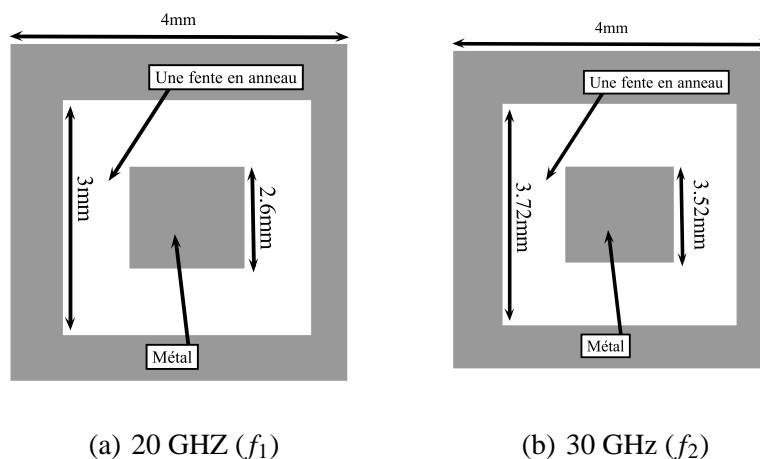 4mm
Une fente en anneau
3mm
2.6mm
Métal
(a) 20 GHZ (f1)
4mm
Une fente en anneau
3.72mm
3.52mm
Métal
(b) 30 GHz (f2)